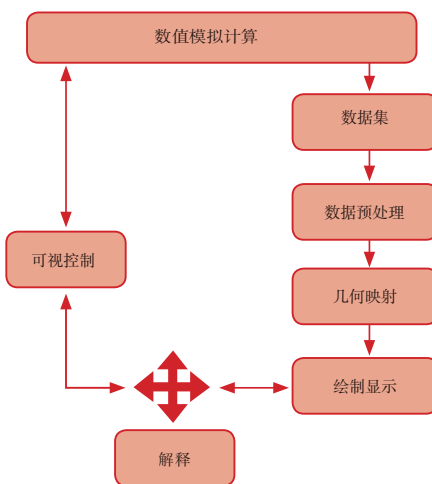 数值模拟计算
数据集
数据预处理
可视控制
几何映射
绘制显示
解释